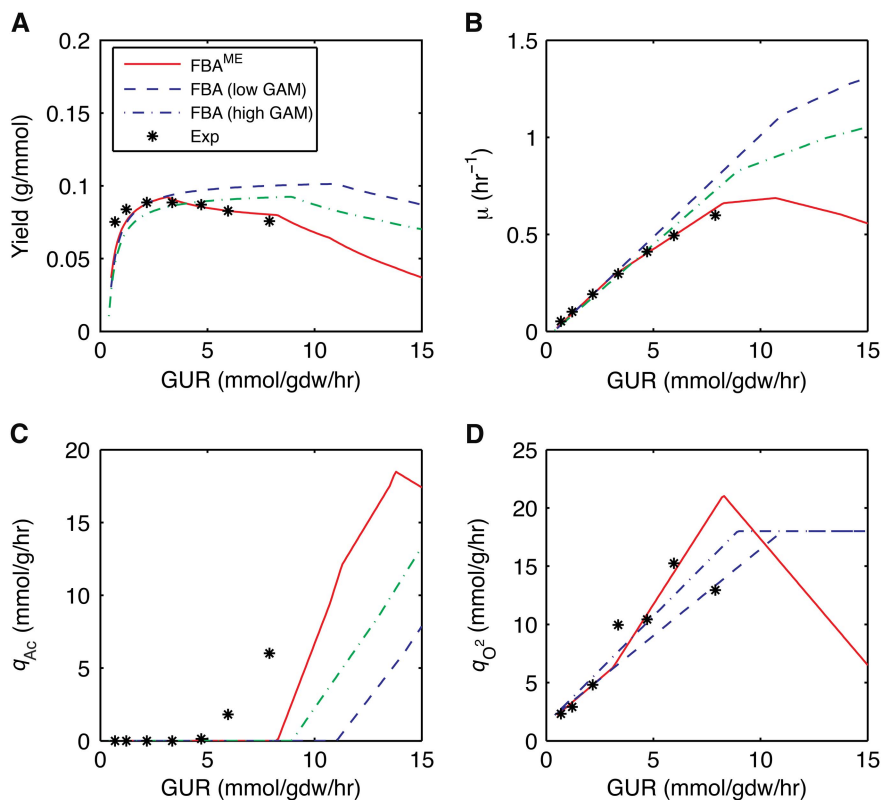 A
0.2
0.15
0.1
0.05
0
Yield (g/mmol)
FBA^ME
FBA (low GAM)
FBA (high GAM)
Exp
0 5 10 15
GUR (mmol/gdw/hr)
B
1.5
1
0.5
0
μ (hr⁻¹)
0 5 10 15
GUR (mmol/gdw/hr)
C
20
15
10
5
0
q_Ac (mmol/g/hr)
0 5 10 15
GUR (mmol/gdw/hr)
D
25
20
15
10
5
0
q_O² (mmol/g/hr)
0 5 10 15
GUR (mmol/gdw/hr)